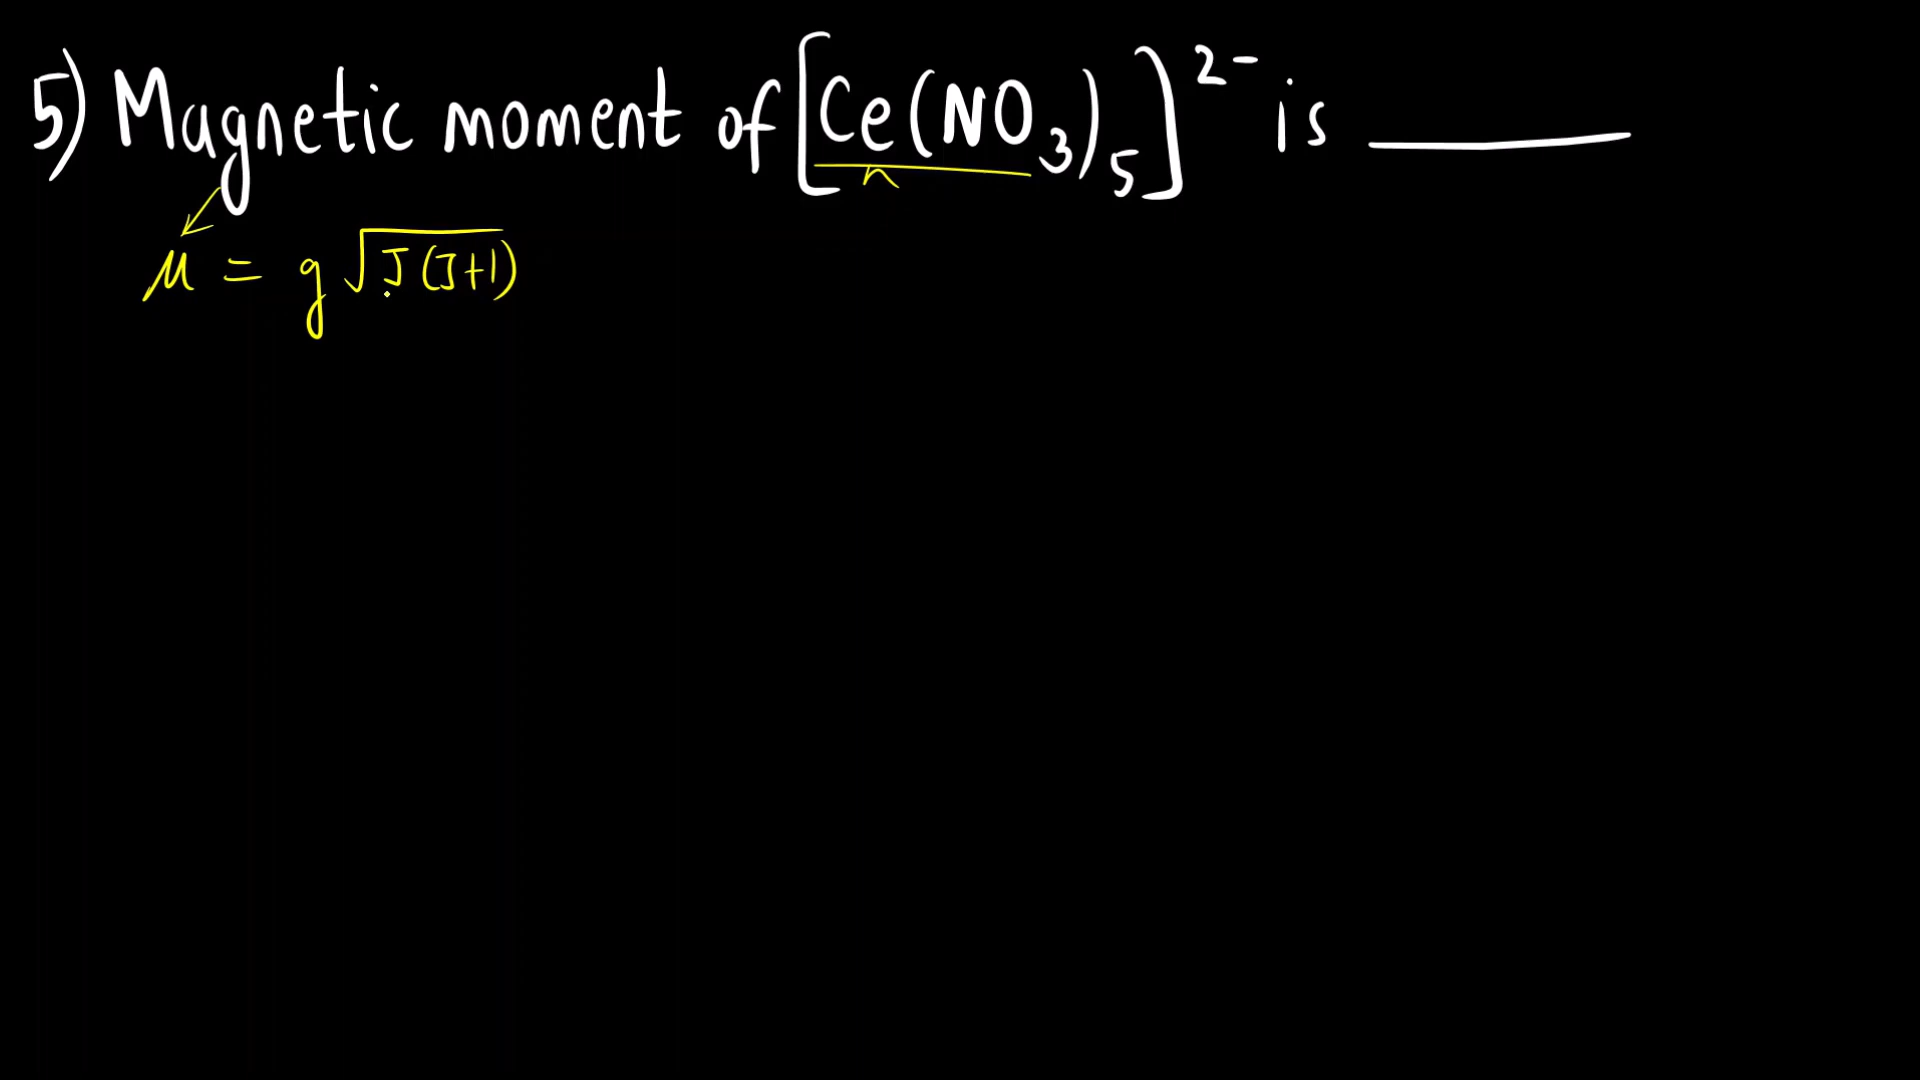 5) Magnetic moment of [Ce(NO₃)₅]²⁻ is ______
μ = g√J(J+1)